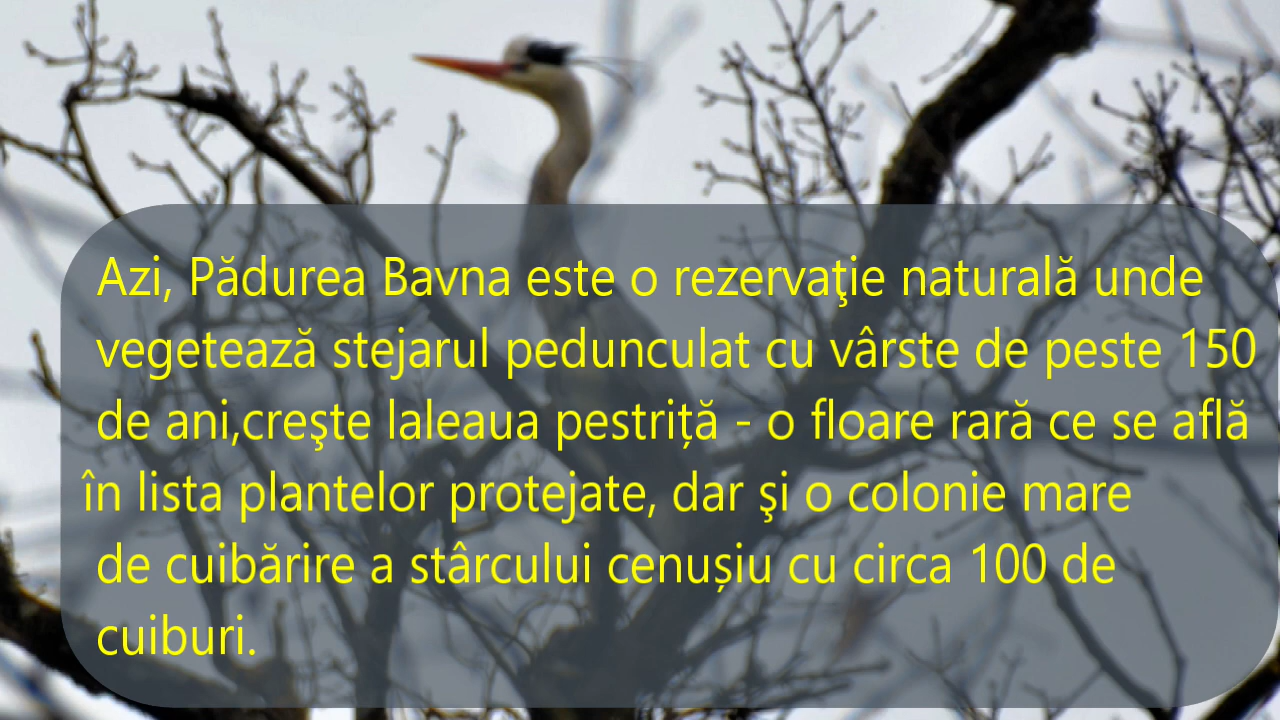 Azi, Pădurea Bavna este o rezervaţie naturală unde
vegetează stejarul pedunculat cu vârste de peste 150
de ani,creşte laleaua pestriță - o floare rară ce se află
în lista plantelor protejate, dar şi o colonie mare
de cuibărire a stârcului cenușiu cu circa 100 de
cuiburi.